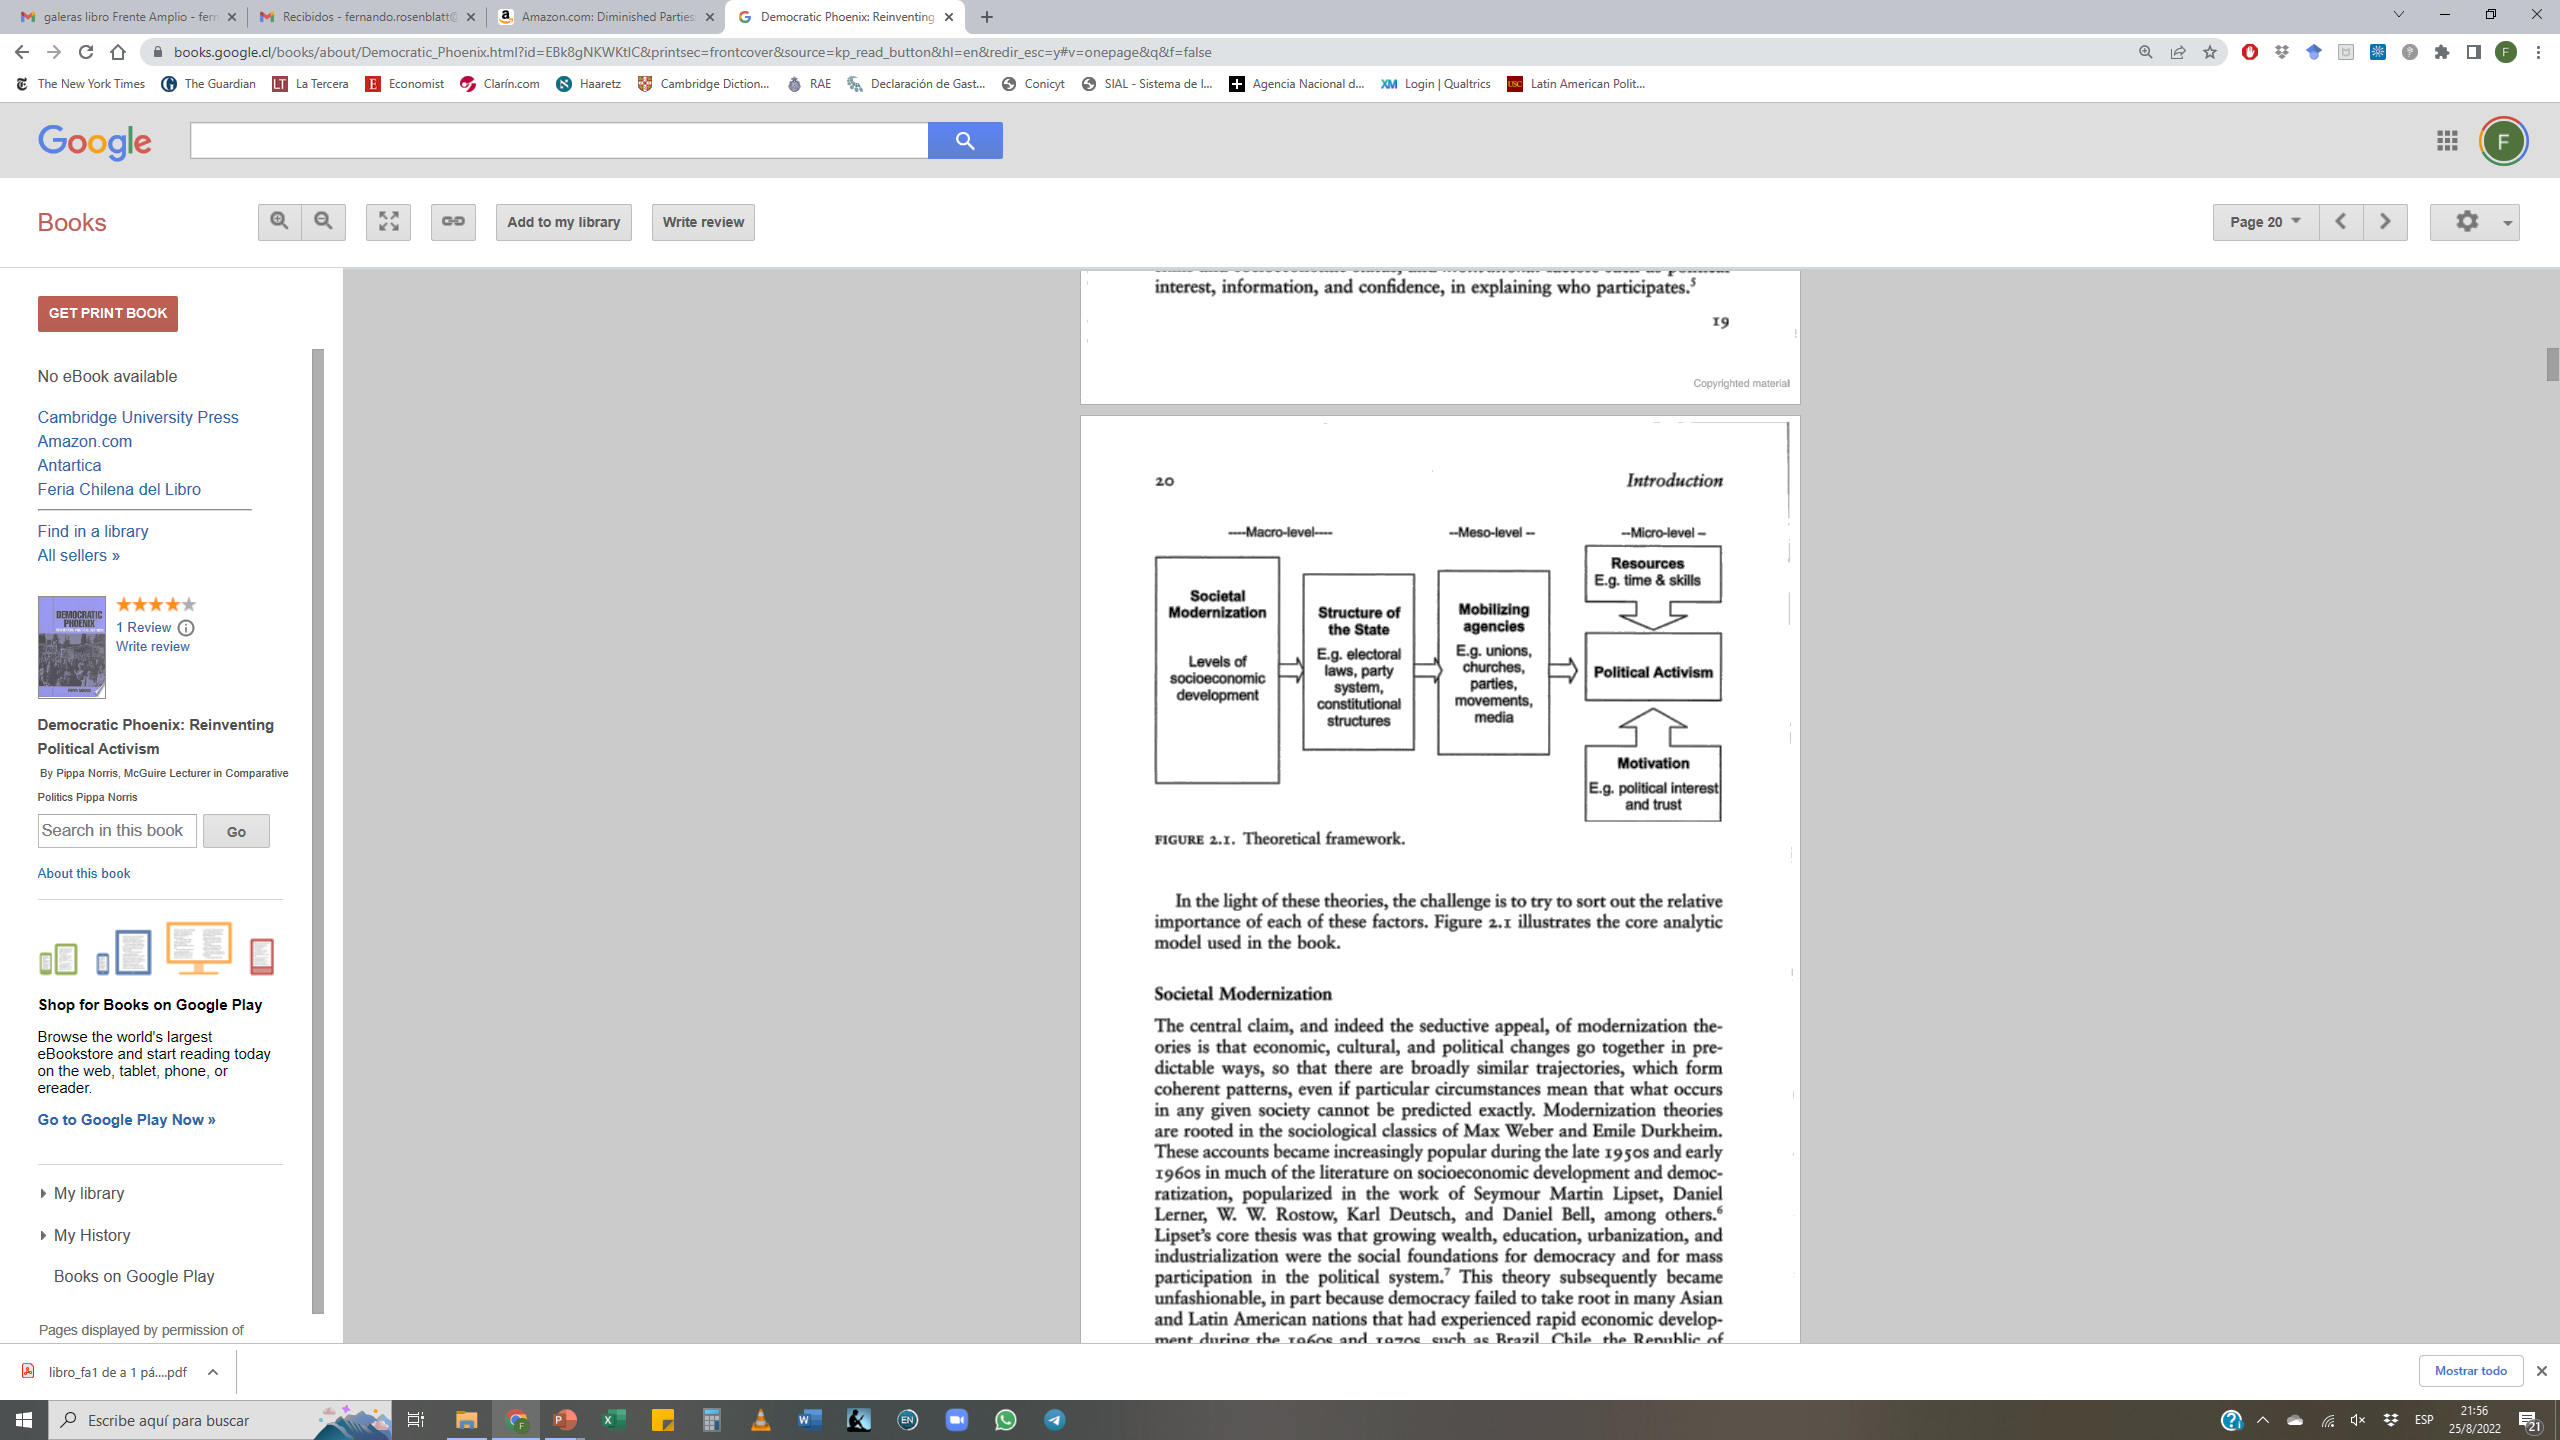 galeras libro Frente Amplio - fern
Recibidos - fernando.rosenblatt@
Amazon.com: Diminished Parties:
Democratic Phoenix: Reinventing
books.google.cl/books/about/Democratic_Phoenix.html?id=EBk8gNKWKtIC&printsec=frontcover&source=kp_read_button&hl=en&redir_esc=y#v=onepage&q&f=false
F
The New York Times
The Guardian
LT La Tercera
E Economist
Clarín.com
Haaretz
Cambridge Diction...
RAE
Declaración de Gast...
Conicyt
SIAL - Sistema de I...
Agencia Nacional d...
XM Login | Qualtrics
USC Latin American Polit...
Google
F
Books
Add to my library
Write review
Page 20
GET PRINT BOOK
No eBook available
Cambridge University Press
Amazon.com
Antartica
Feria Chilena del Libro
Find in a library
All sellers »
DEMOCRATIC
PHOENIX
1 Review
Write review
Democratic Phoenix: Reinventing
Political Activism
By Pippa Norris, McGuire Lecturer in Comparative
Politics Pippa Norris
Search in this book
Go
About this book
Shop for Books on Google Play
Browse the world's largest
eBookstore and start reading today
on the web, tablet, phone, or
ereader.
Go to Google Play Now »
My library
My History
Books on Google Play
Pages displayed by permission of
interest, information, and confidence, in explaining who participates.5
19
Copyrighted material
20
Introduction
----Macro-level----
--Meso-level --
--Micro-level --
Societal
Modernization
Levels of
socioeconomic
development
Structure of
the State
E.g. electoral
laws, party
system,
constitutional
structures
Mobilizing
agencies
E.g. unions,
churches,
parties,
movements,
media
Resources
E.g. time & skills
Political Activism
Motivation
E.g. political interest
and trust
FIGURE 2.1. Theoretical framework.
In the light of these theories, the challenge is to try to sort out the relative
importance of each of these factors. Figure 2.1 illustrates the core analytic
model used in the book.
Societal Modernization
The central claim, and indeed the seductive appeal, of modernization the-
ories is that economic, cultural, and political changes go together in pre-
dictable ways, so that there are broadly similar trajectories, which form
coherent patterns, even if particular circumstances mean that what occurs
in any given society cannot be predicted exactly. Modernization theories
are rooted in the sociological classics of Max Weber and Emile Durkheim.
These accounts became increasingly popular during the late 1950s and early
1960s in much of the literature on socioeconomic development and democ-
ratization, popularized in the work of Seymour Martin Lipset, Daniel
Lerner, W. W. Rostow, Karl Deutsch, and Daniel Bell, among others.6
Lipset's core thesis was that growing wealth, education, urbanization, and
industrialization were the social foundations for democracy and for mass
participation in the political system.7 This theory subsequently became
unfashionable, in part because democracy failed to take root in many Asian
and Latin American nations that had experienced rapid economic develop-
ment during the 1960s and 1970s, such as Brazil, Chile, the Republic of
libro_fa1 de a 1 pá....pdf
Mostrar todo
Escribe aquí para buscar
EN
ESP
21:56
25/8/2022
21